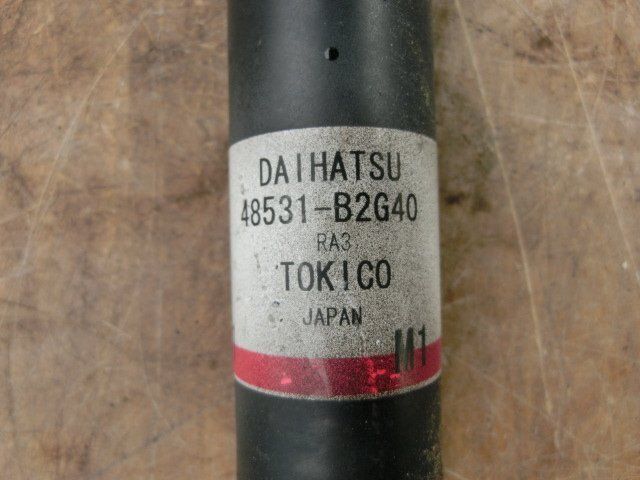 DAIHATSU
48531-B2G40
RA3
TOKICO
JAPAN
M1